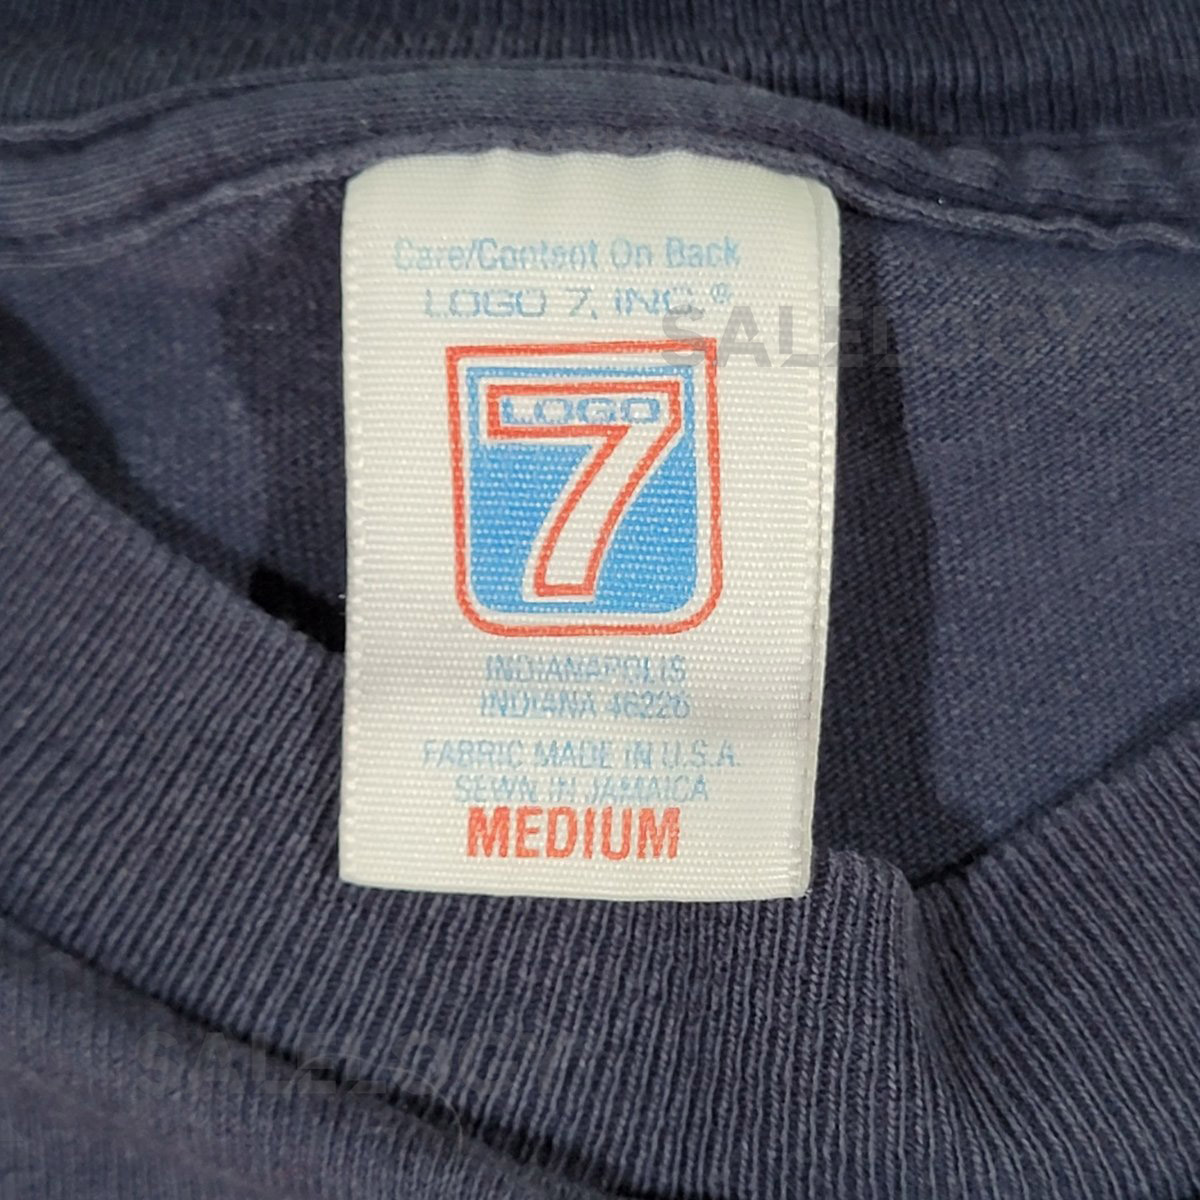 Care/Content On Back
LOGO 7, INC.®
LOGO
7
INDIANAPOLIS
INDIANA 46226
FABRIC MADE IN U.S.A.
SEWN IN JAMAICA
MEDIUM